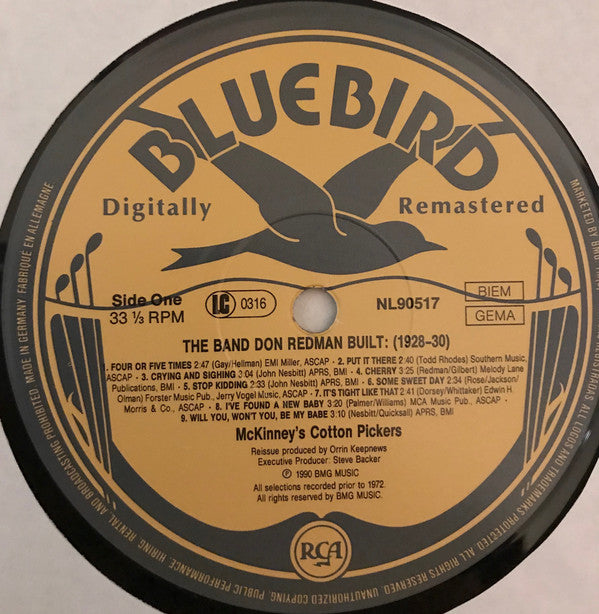 BLUEBIRD
Digitally Remastered
Side One
33 ⅓ RPM
LC 0316
NL90517
BIEM
GEMA
THE BAND DON REDMAN BUILT: (1928-30)
1. FOUR OR FIVE TIMES 2:47 (Gay/Hellman) EMI Miller, ASCAP · 2. PUT IT THERE 2:40 (Todd Rhodes) Southern Music,
ASCAP · 3. CRYING AND SIGHING 3:04 (John Nesbitt) APRS, BMI · 4. CHERRY 3:25 (Redman/Gilbert) Melody Lane
Publications, BMI · 5. STOP KIDDING 2:33 (John Nesbitt) APRS, BMI · 6. SOME SWEET DAY 2:34 (Rose/Jackson/
Olman) Forster Music Pub., Jerry Vogel Music, ASCAP · 7. IT'S TIGHT LIKE THAT 2:41 (Dorsey/Whittaker) Edwin H.
Morris & Co., ASCAP · 8. I'VE FOUND A NEW BABY 3:20 (Palmer/Williams) MCA Music Pub., ASCAP ·
9. WILL YOU, WON'T YOU, BE MY BABE 3:10 (Nesbitt/Quicksall) APRS, BMI
McKinney's Cotton Pickers
Reissue produced by Orrin Keepnews
Executive Producer: Steve Backer
℗ 1990 BMG MUSIC
All selections recorded prior to 1972.
All rights reserved by BMG MUSIC.
RCA
MADE IN GERMANY. FABRIQUE EN ALLEMAGNE
MARKETED BY BMG
ALL LOGOS AND TRADEMARKS PROTECTED. ALL RIGHTS RESERVED. UNAUTHORIZED COPYING, PUBLIC PERFORMANCE, HIRING, RENTAL AND BROADCASTING PROHIBITED.